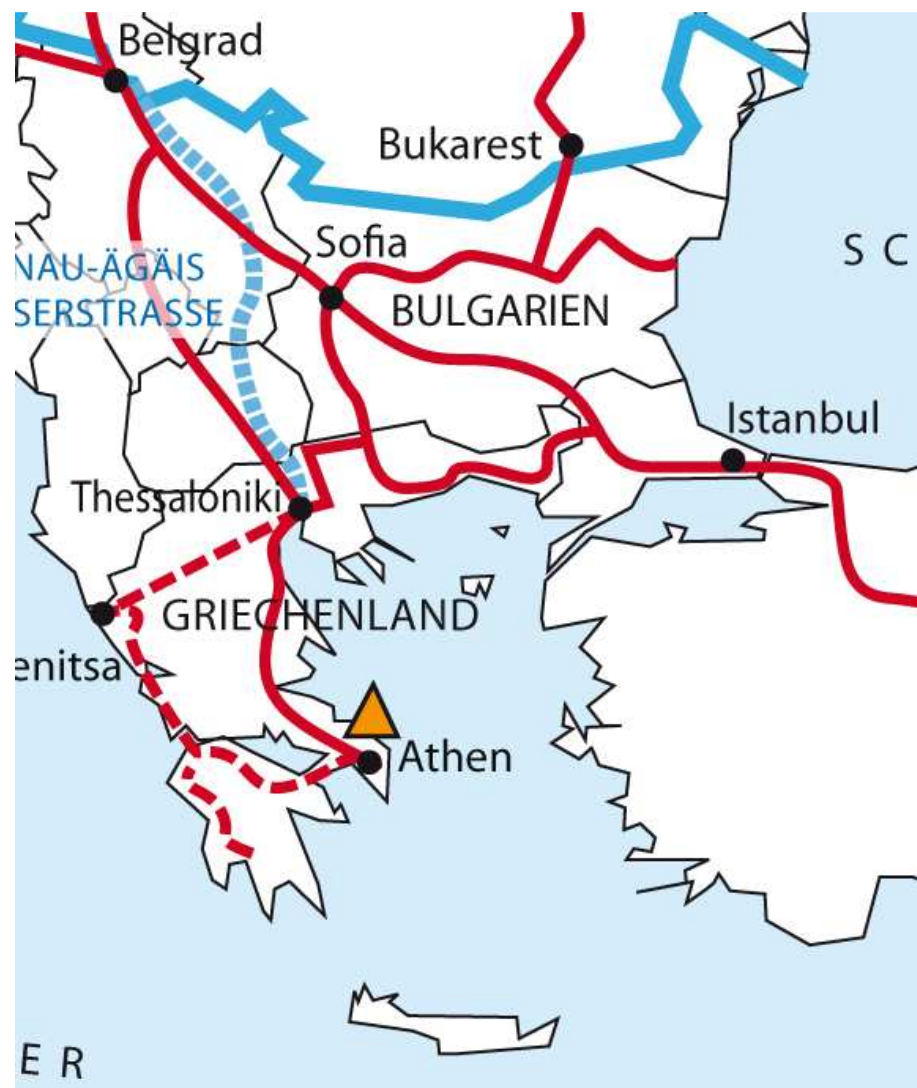 Belgrad
Bukarest
Sofia
NAU-ÄGÄIS
SERSTRASSE
S C
BULGARIEN
Istanbul
Thessaloniki
GRIECHENLAND
enitsa
Athen
E R